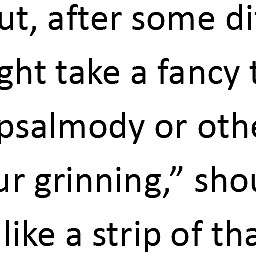 ut, after some di
ght take a fancy t
psalmody or othe
ur grinning,” shou
like a strip of tha